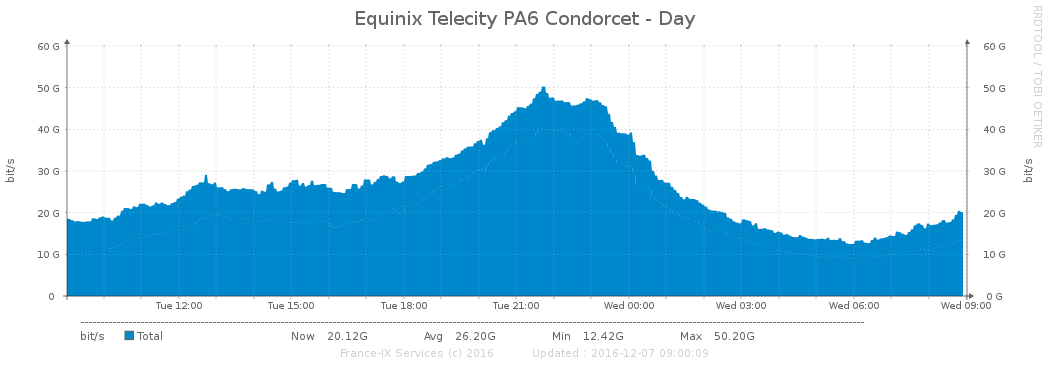 Equinix Telecity PA6 Condorcet - Day
RRDTOOL / TOBI OETIKER
60 G 60 G
50 G 50 G
40 G 40 G
30 G 30 G
20 G 20 G
10 G 10 G
0 0 G
bit/s bit/s
Tue 12:00 Tue 15:00 Tue 18:00 Tue 21:00 Wed 00:00 Wed 03:00 Wed 06:00 Wed 09:00
bit/s Total Now 20.12G Avg 26.20G Min 12.42G Max 50.20G
France-IX Services (c) 2016 Updated : 2016-12-07 09:00:09